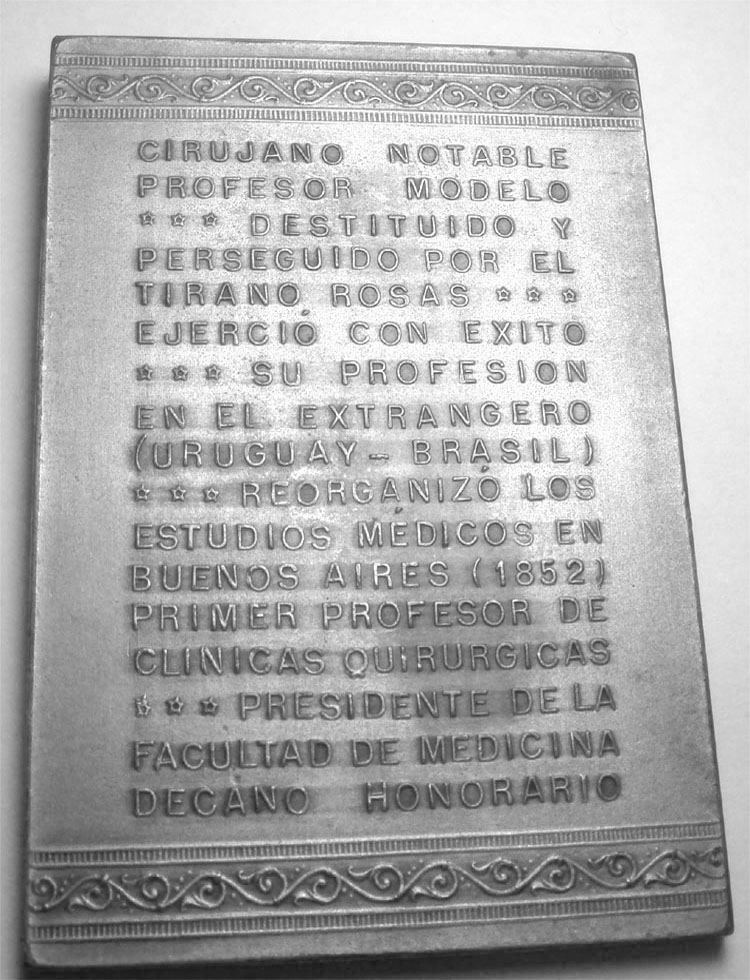 CIRUJANO NOTABLE
PROFESOR MODELO
*** DESTITUIDO Y
PERSEGUIDO POR EL
TIRANO ROSAS ***
EJERCIÓ CON EXITO
*** SU PROFESION
EN EL EXTRANGERO
(URUGUAY - BRASIL)
*** REORGANIZÓ LOS
ESTUDIOS MÉDICOS EN
BUENOS AIRES (1852)
PRIMER PROFESOR DE
CLINICAS QUIRURGICAS
*** PRESIDENTE DE LA
FACULTAD DE MEDICINA
DECANO HONORARIO